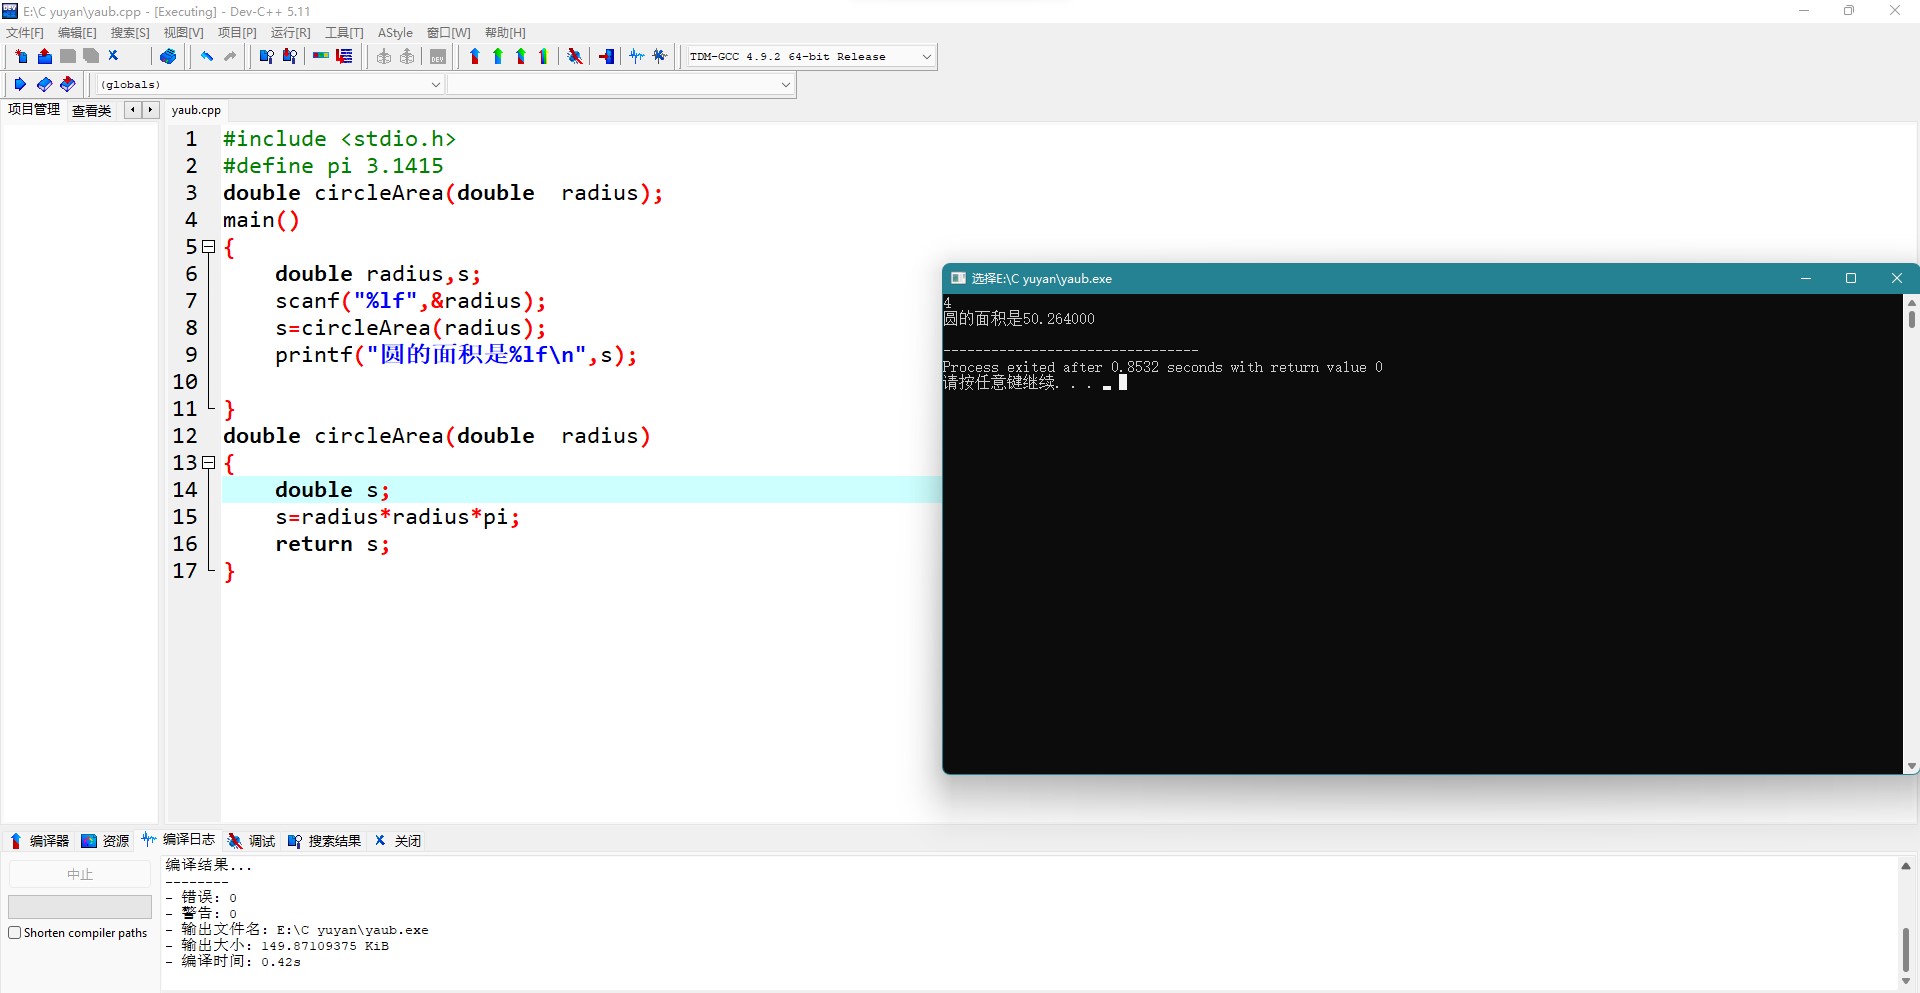 E:\C yuyan\yaub.cpp - [Executing] - Dev-C++ 5.11
文件[F] 编辑[E] 搜索[S] 视图[V] 项目[P] 运行[R] 工具[T] AStyle 窗口[W] 帮助[H]
TDM-GCC 4.9.2 64-bit Release
(globals)
项目管理 查看类 yaub.cpp
1 #include <stdio.h>
2 #define pi 3.1415
3 double circleArea(double  radius);
4 main()
5 {
6     double radius,s;
7     scanf("%lf",&radius);
8     s=circleArea(radius);
9     printf("圆的面积是%lf\n",s);
10
11 }
12 double circleArea(double  radius)
13 {
14     double s;
15     s=radius*radius*pi;
16     return s;
17 }
选择E:\C yuyan\yaub.exe
4
圆的面积是50.264000
--------------------------------
Process exited after 0.8532 seconds with return value 0
请按任意键继续. . .
编译器 资源 编译日志 调试 搜索结果 关闭
中止
Shorten compiler paths
编译结果...
--------
- 错误: 0
- 警告: 0
- 输出文件名: E:\C yuyan\yaub.exe
- 输出大小: 149.87109375 KiB
- 编译时间: 0.42s